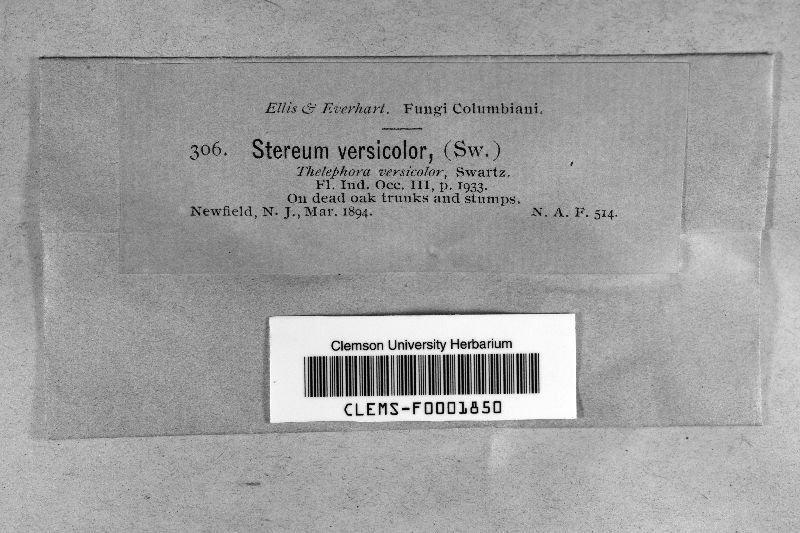 Ellis & Everhart. Fungi Columbiani.
306. Stereum versicolor, (Sw.)
Thelephora versicolor, Swartz.
Fl. Ind. Occ. III, p. 1933.
On dead oak trunks and stumps.
Newfield, N. J., Mar. 1894. N. A. F. 514.
Clemson University Herbarium
CLEMS-F0001850